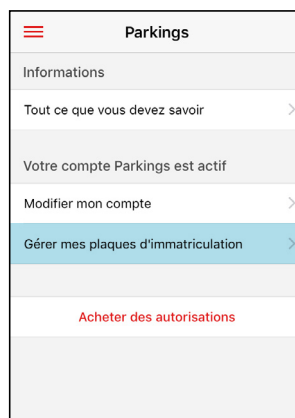 Parkings
Informations
Tout ce que vous devez savoir
Votre compte Parkings est actif
Modifier mon compte
Gérer mes plaques d'immatriculation
Acheter des autorisations